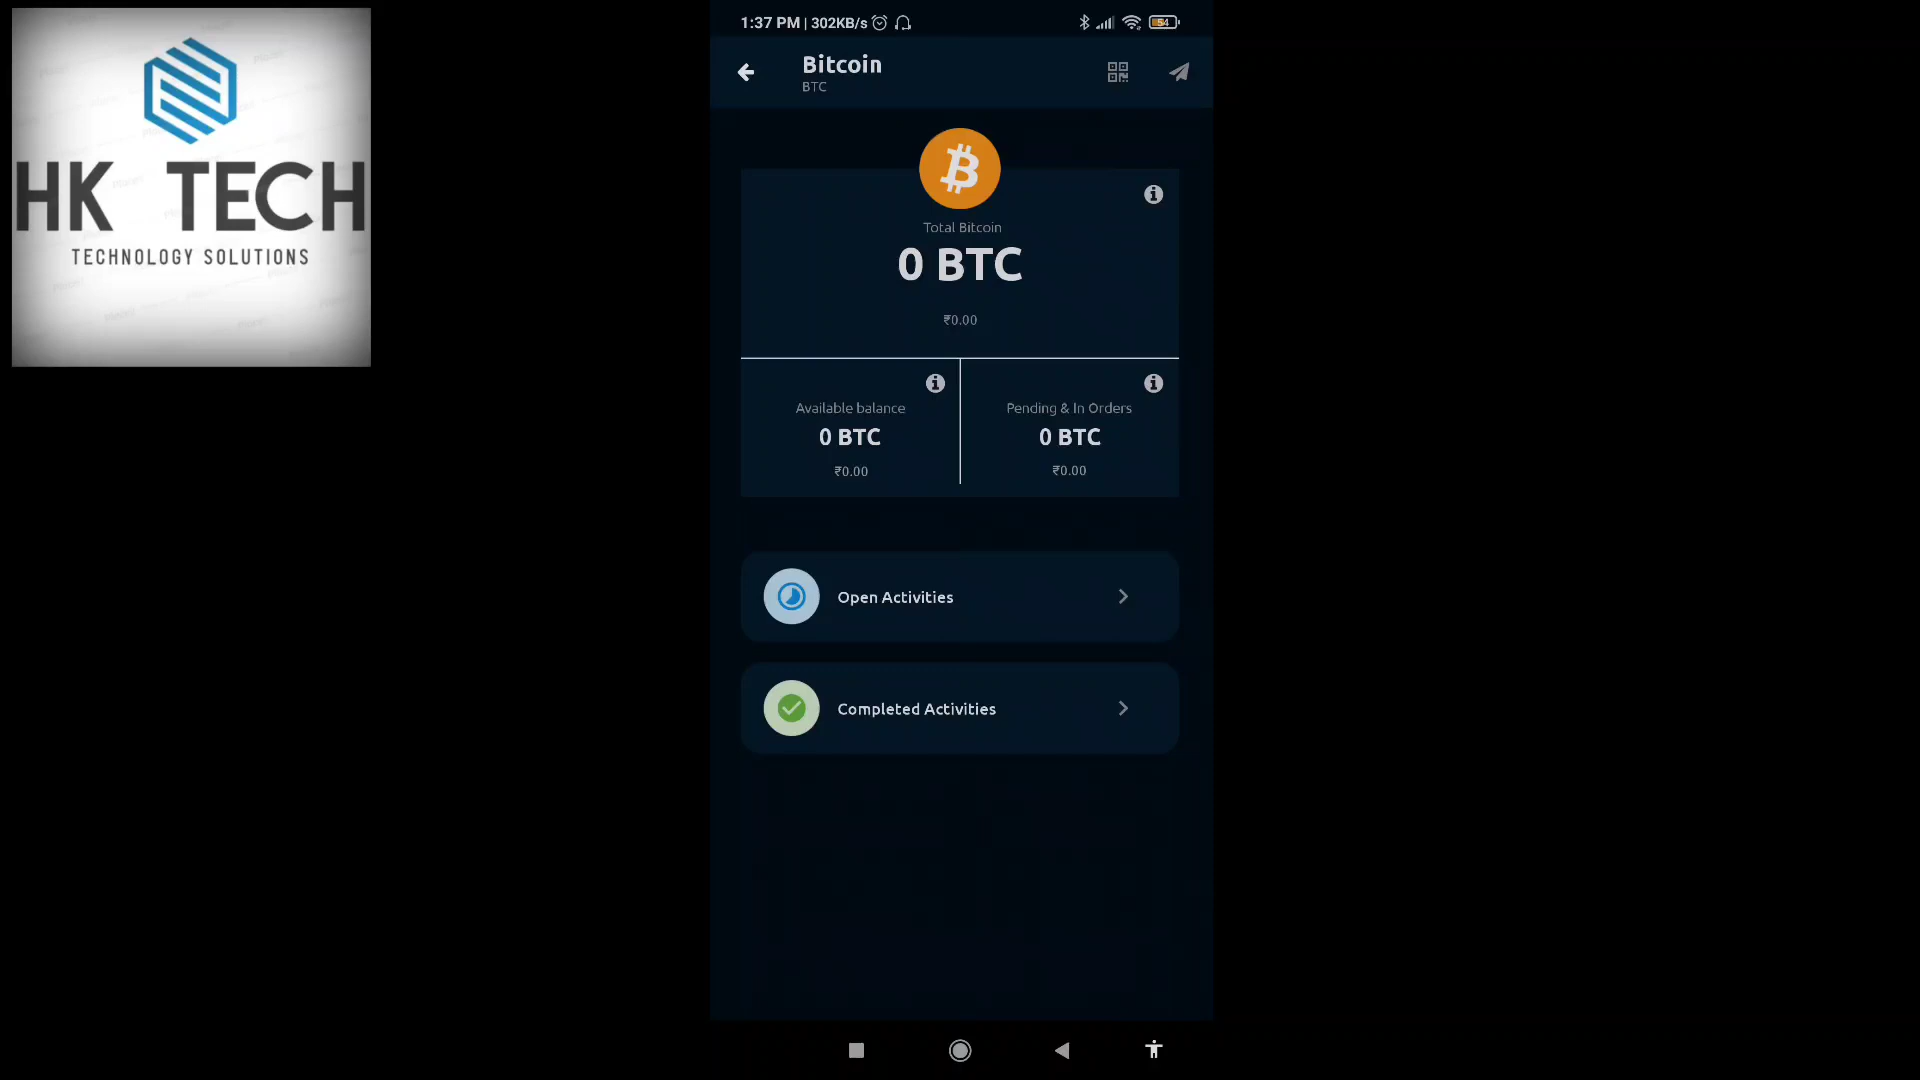 HK TECH
TECHNOLOGY SOLUTIONS
1:37 PM | 302KB/s
54
Bitcoin
BTC
Total Bitcoin
0 BTC
₹0.00
Available balance
0 BTC
₹0.00
Pending & In Orders
0 BTC
₹0.00
Open Activities
Completed Activities